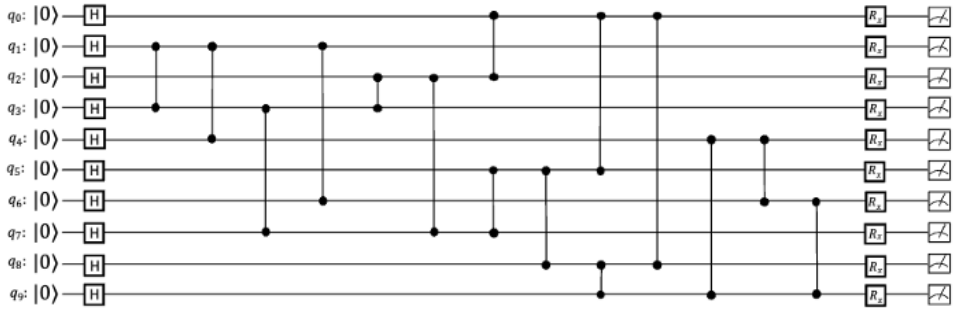 q₀: |0⟩ H Rₓ
q₁: |0⟩ H Rₓ
q₂: |0⟩ H Rₓ
q₃: |0⟩ H Rₓ
q₄: |0⟩ H Rₓ
q₅: |0⟩ H Rₓ
q₆: |0⟩ H Rₓ
q₇: |0⟩ H Rₓ
q₈: |0⟩ H Rₓ
q₉: |0⟩ H Rₓ